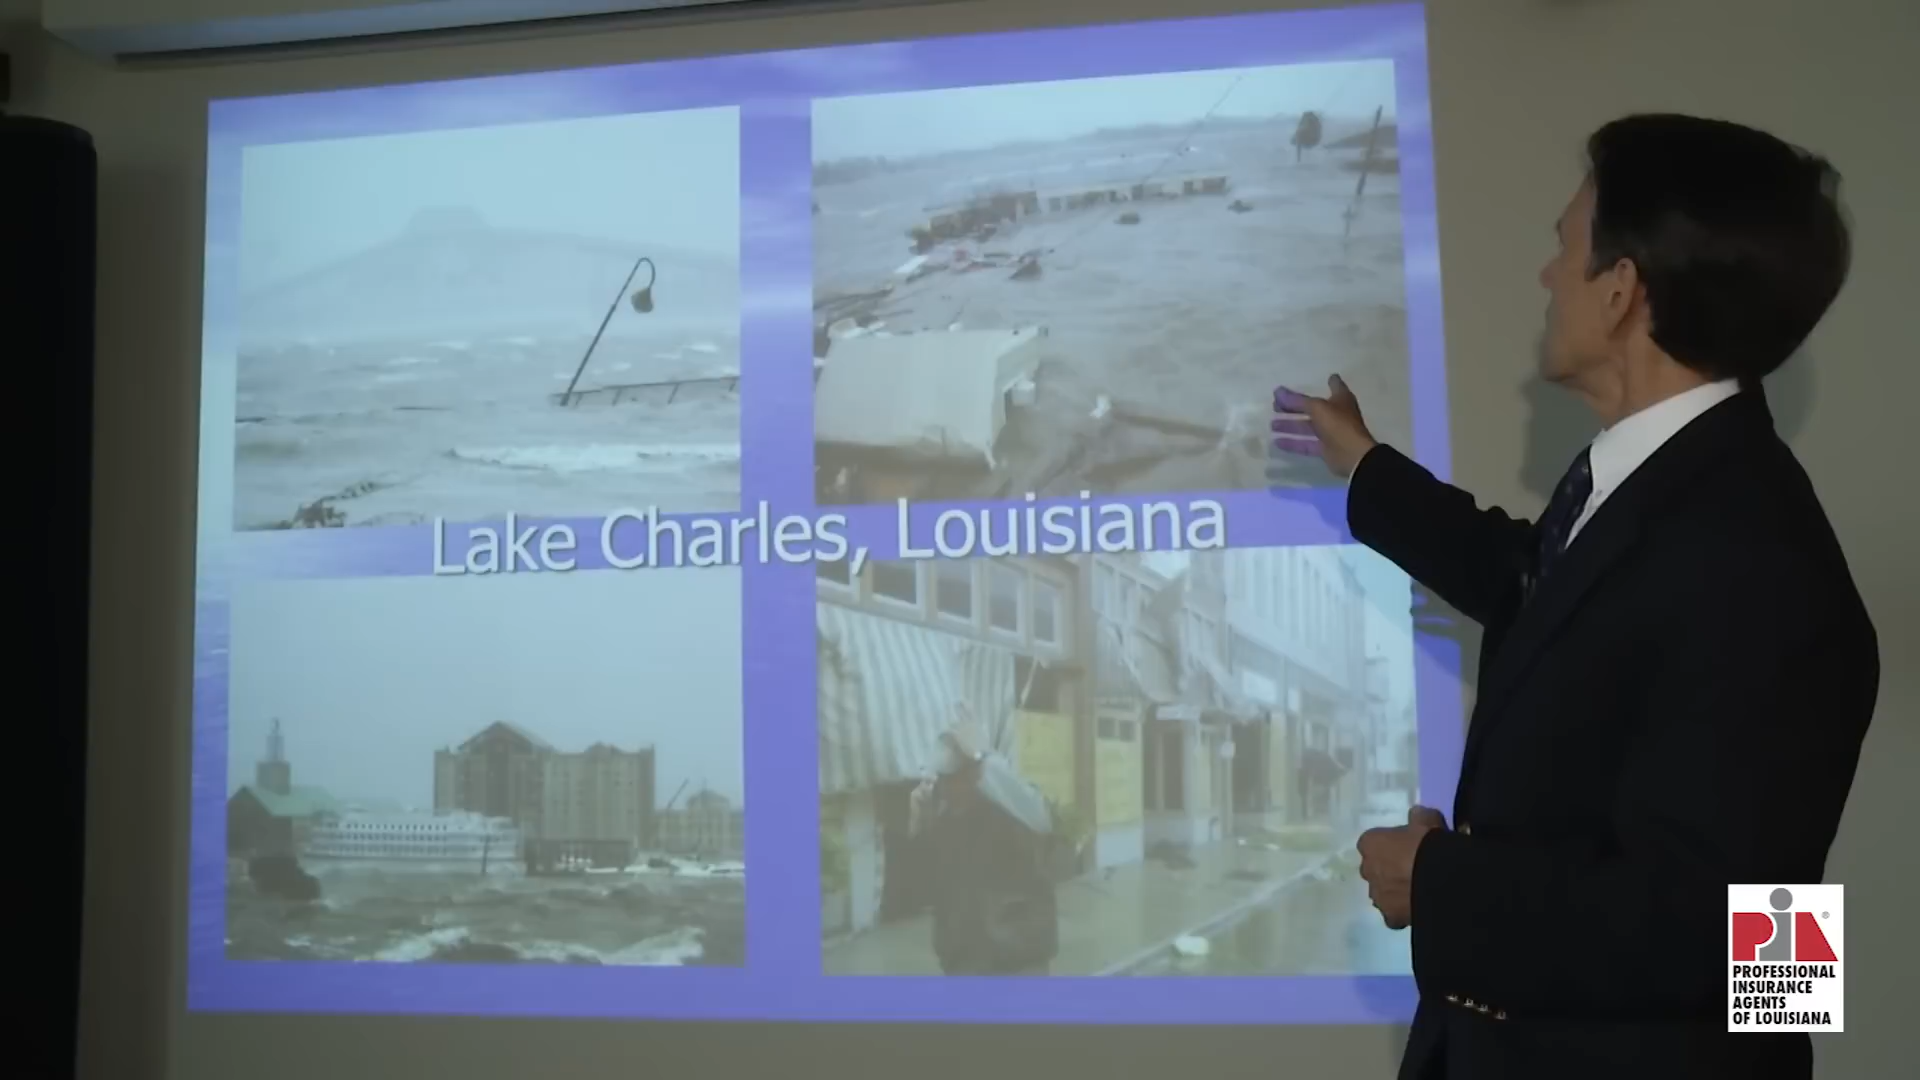 Lake Charles, Louisiana
PIA®
PROFESSIONAL
INSURANCE
AGENTS
OF LOUISIANA